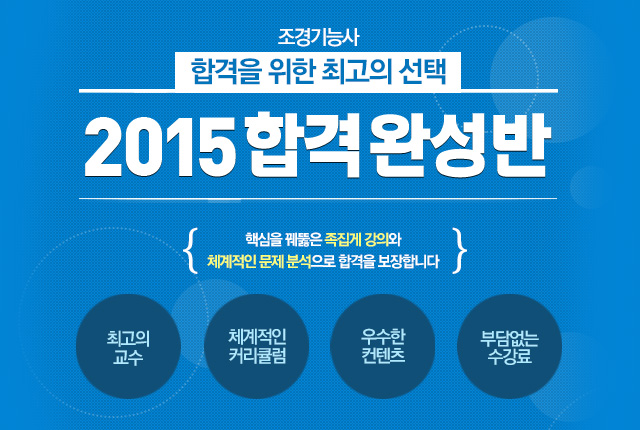 조경기능사
합격을 위한 최고의 선택
2015 합격 완성반
핵심을 꿰뚫은 족집게 강의와
체계적인 문제 분석으로 합격을 보장합니다
최고의
교수
체계적인
커리큘럼
우수한
컨텐츠
부담없는
수강료